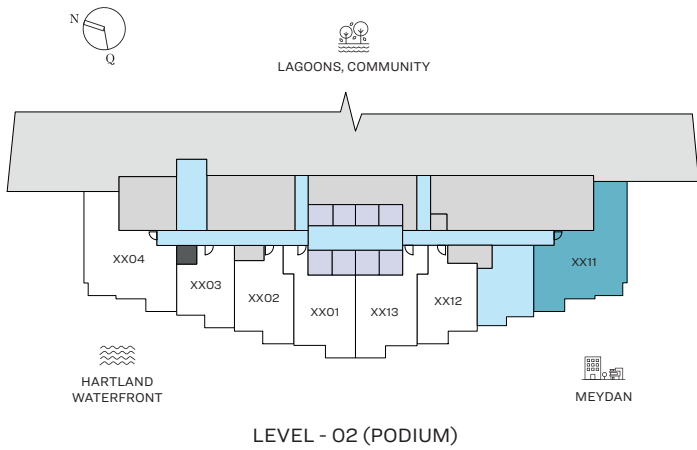 N
Q
LAGOONS, COMMUNITY
XX04
XX03
XX02
XX01
XX13
XX12
XX11
HARTLAND
WATERFRONT
MEYDAN
LEVEL - 02 (PODIUM)